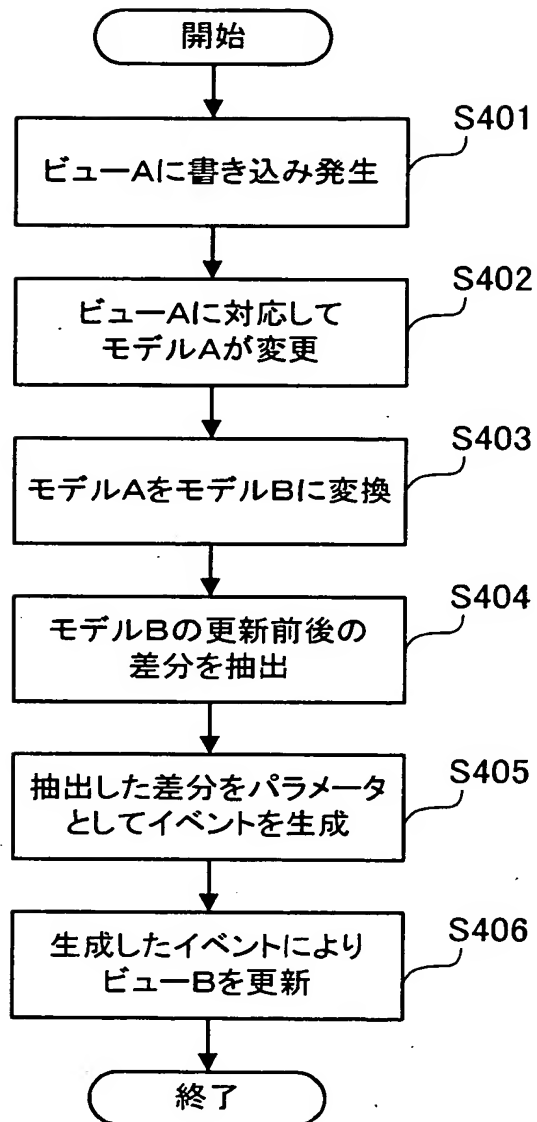 開始
S401
ビューAに書き込み発生
S402
ビューAに対応して
モデルAが変更
S403
モデルAをモデルBに変換
S404
モデルBの更新前後の
差分を抽出
S405
抽出した差分をパラメータ
としてイベントを生成
S406
生成したイベントにより
ビューBを更新
終了